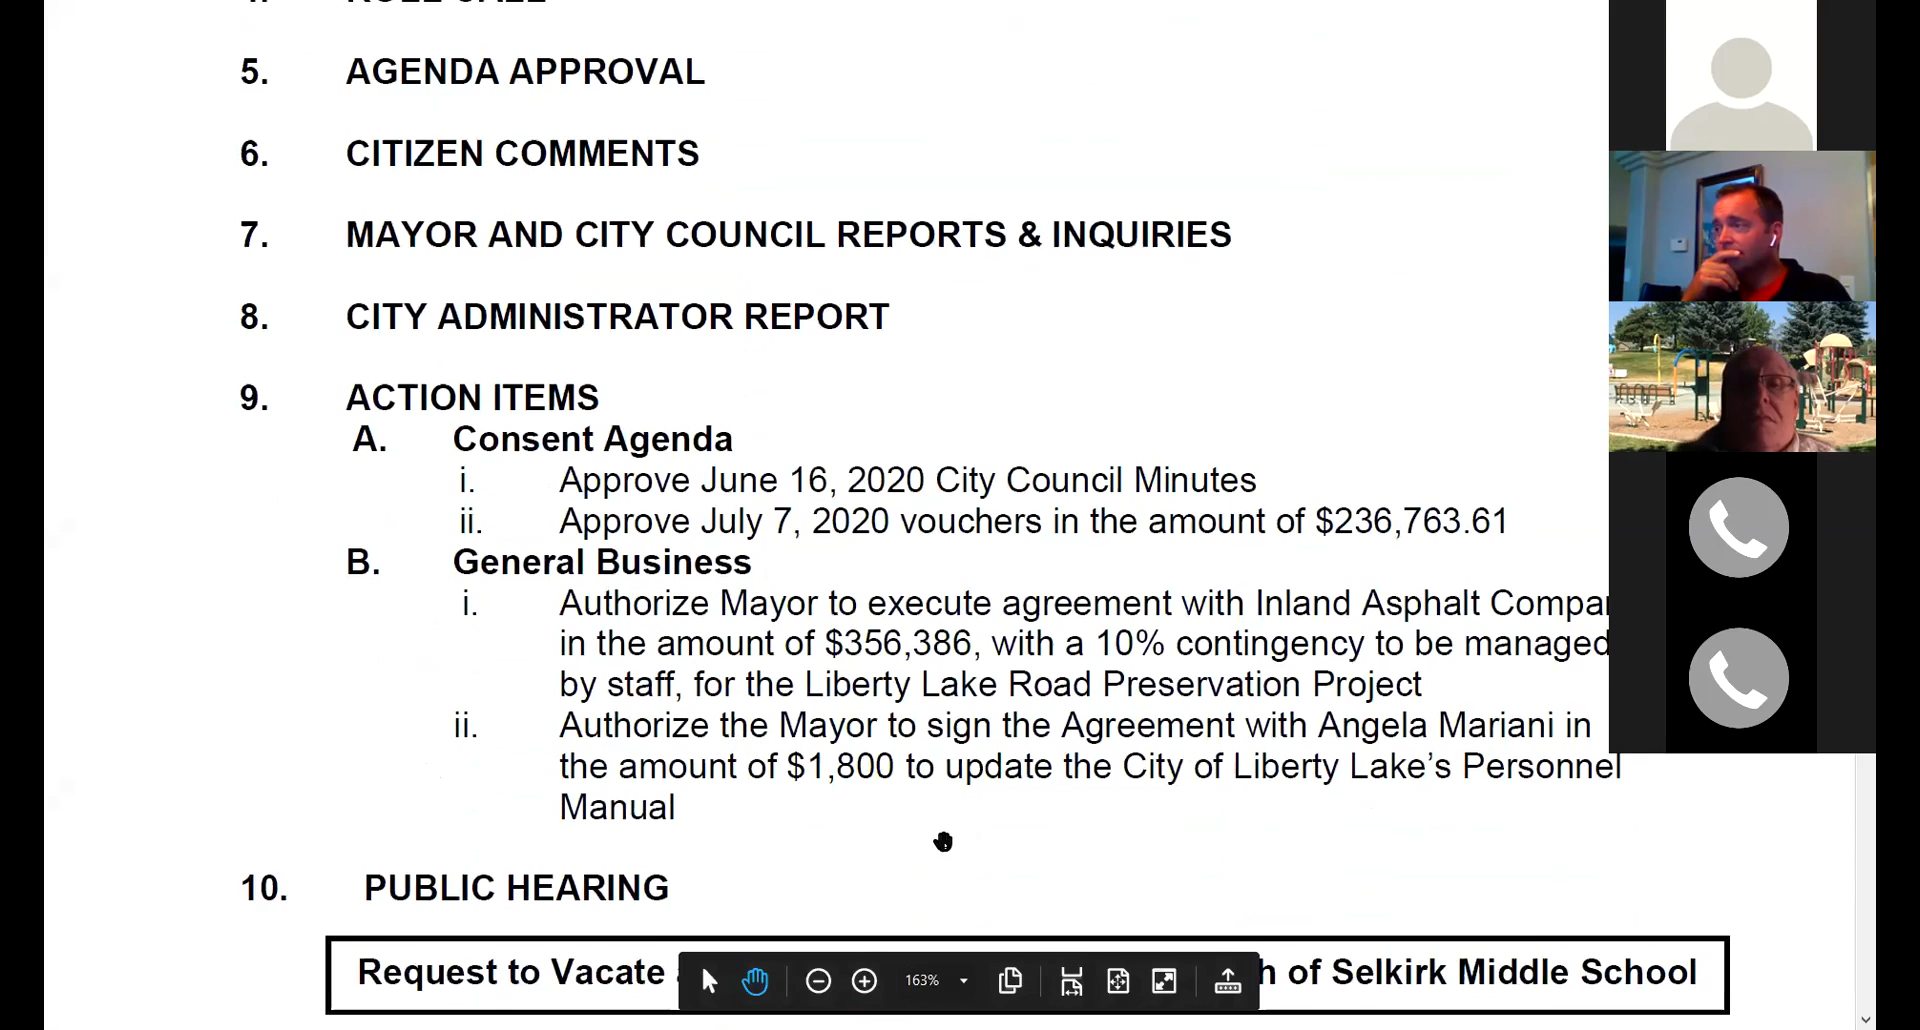 5. AGENDA APPROVAL
6. CITIZEN COMMENTS
7. MAYOR AND CITY COUNCIL REPORTS & INQUIRIES
8. CITY ADMINISTRATOR REPORT
9. ACTION ITEMS
A. Consent Agenda
i. Approve June 16, 2020 City Council Minutes
ii. Approve July 7, 2020 vouchers in the amount of $236,763.61
B. General Business
i. Authorize Mayor to execute agreement with Inland Asphalt
in the amount of $356,386, with a 10% contingency to be managed
by staff, for the Liberty Lake Road Preservation Project
ii. Authorize the Mayor to sign the Agreement with Angela Mariani in
the amount of $1,800 to update the City of Liberty Lake’s Personnel
Manual
10. PUBLIC HEARING
Request to Vacate of Selkirk Middle School
163%